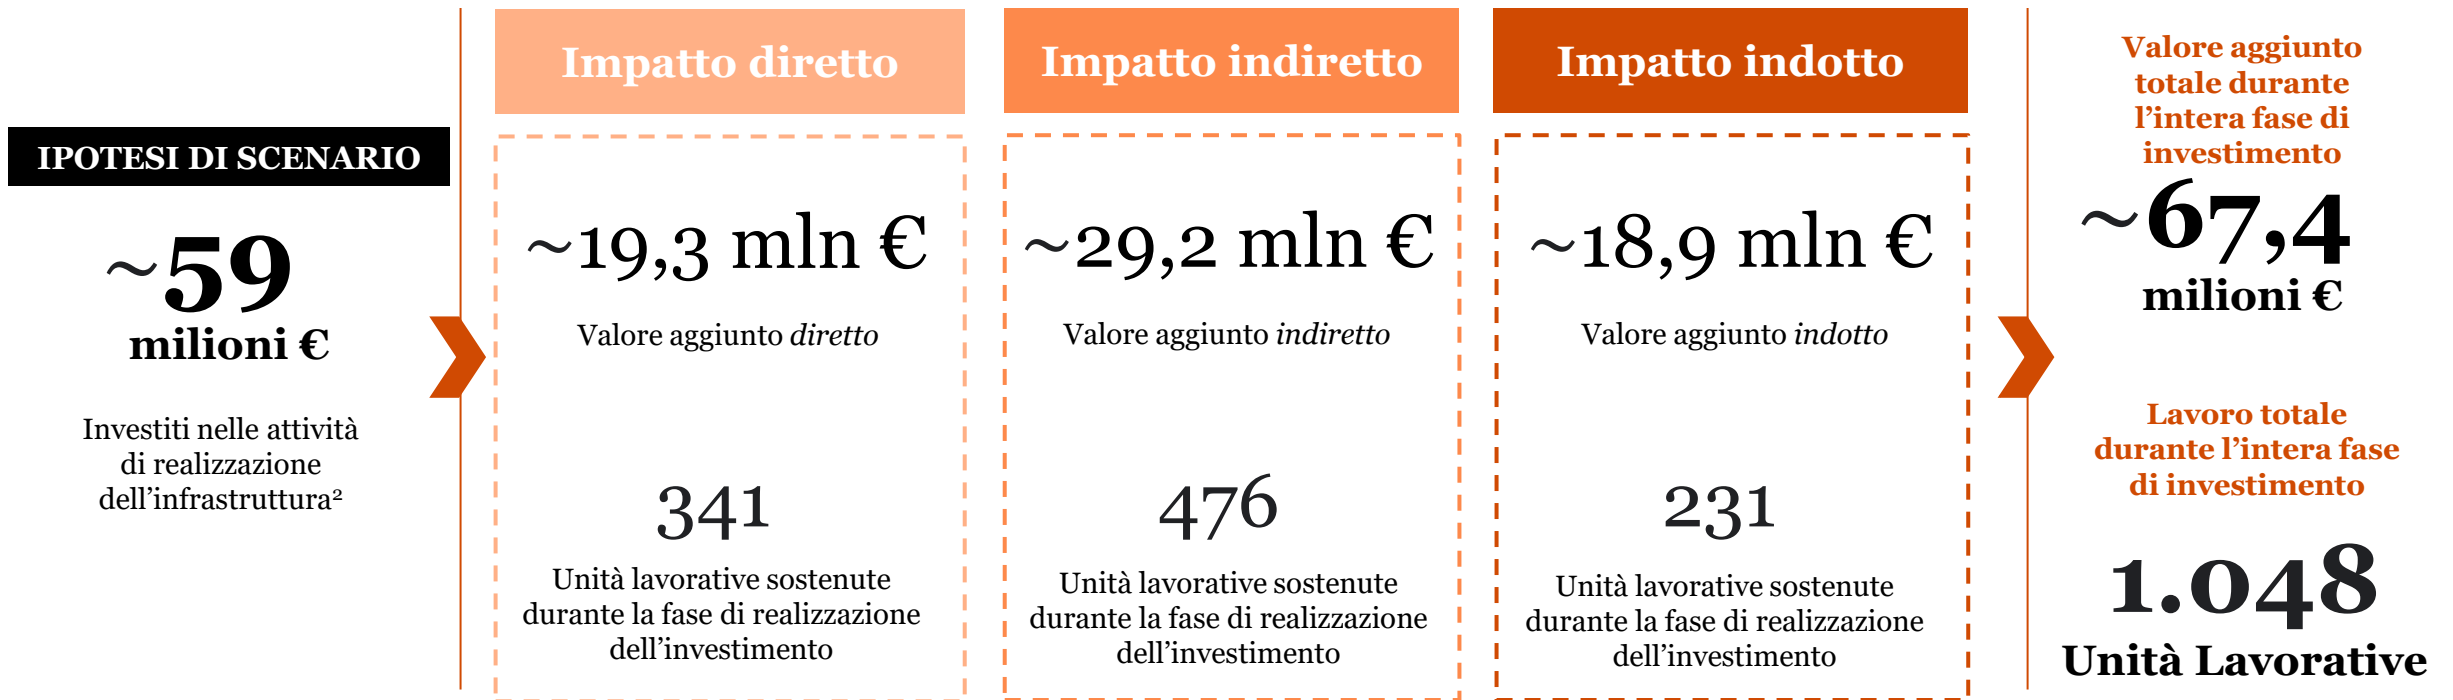 IPOTESI DI SCENARIO
~59
milioni €
Investiti nelle attività
di realizzazione
dell’infrastruttura²
Impatto diretto
~19,3 mln €
Valore aggiunto diretto
341
Unità lavorative sostenute
durante la fase di realizzazione
dell’investimento
Impatto indiretto
~29,2 mln €
Valore aggiunto indiretto
476
Unità lavorative sostenute
durante la fase di realizzazione
dell’investimento
Impatto indotto
~18,9 mln €
Valore aggiunto indotto
231
Unità lavorative sostenute
durante la fase di realizzazione
dell’investimento
Valore aggiunto
totale durante
l’intera fase di
investimento
~67,4
milioni €
Lavoro totale
durante l’intera fase
di investimento
1.048
Unità Lavorative